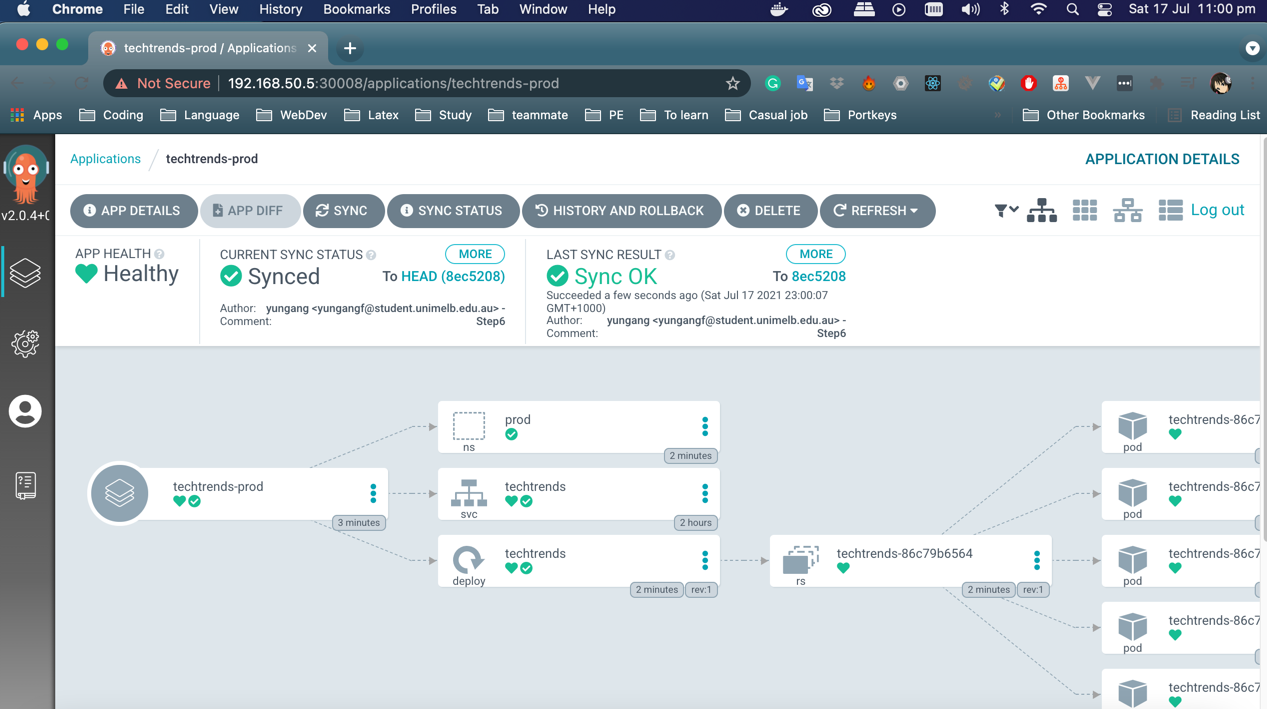 Chrome File Edit View History Bookmarks Profiles Tab Window Help Sat 17 Jul 11:00 pm
techtrends-prod / Applications
Not Secure 192.168.50.5:30008/applications/techtrends-prod
Apps Coding Language WebDev Latex Study teammate PE To learn Casual job Portkeys » Other Bookmarks Reading List
Applications / techtrends-prod APPLICATION DETAILS
v2.0.4+0
APP DETAILS APP DIFF SYNC SYNC STATUS HISTORY AND ROLLBACK DELETE REFRESH Log out
APP HEALTH
Healthy
CURRENT SYNC STATUS MORE
Synced To HEAD (8ec5208)
Author: yungang <yungangf@student.unimelb.edu.au> -
Comment: Step6
LAST SYNC RESULT MORE
Sync OK To 8ec5208
Succeeded a few seconds ago (Sat Jul 17 2021 23:00:07
GMT+1000)
Author: yungang <yungangf@student.unimelb.edu.au> -
Comment: Step6
techtrends-prod
3 minutes
prod
ns
2 minutes
techtrends
svc
2 hours
techtrends
deploy
2 minutes rev:1
techtrends-86c79b6564
rs
2 minutes rev:1
techtrends-86c7
pod
techtrends-86c7
pod
techtrends-86c7
pod
techtrends-86c7
pod
techtrends-86c7